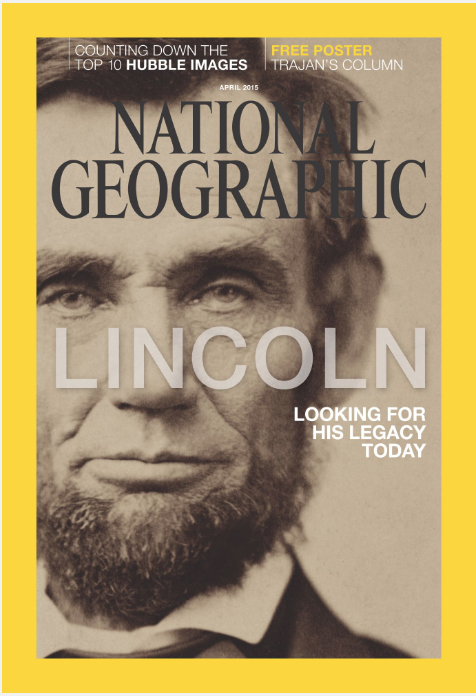 COUNTING DOWN THE
TOP 10 HUBBLE IMAGES
FREE POSTER
TRAJAN'S COLUMN
APRIL 2015
NATIONAL
GEOGRAPHIC
LINCOLN
LOOKING FOR
HIS LEGACY
TODAY